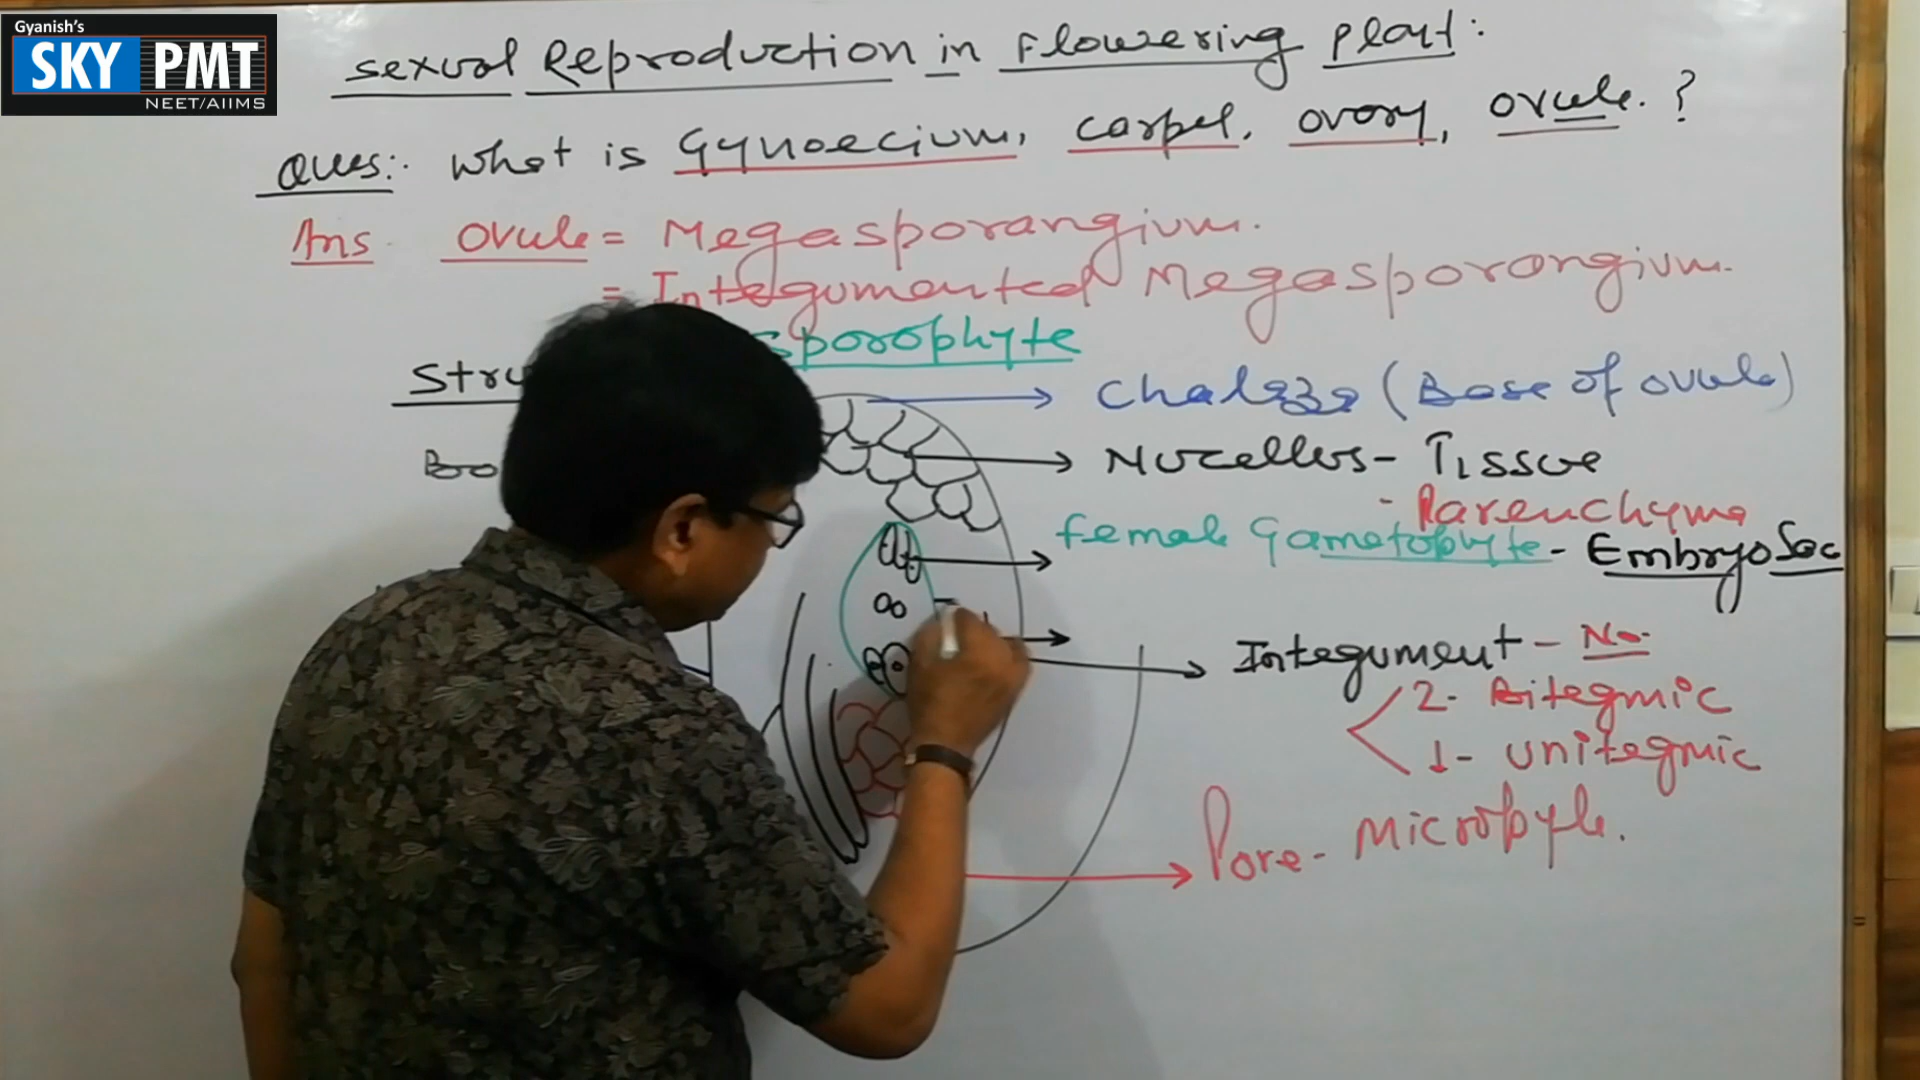 Gyanish's
SKY PMT
NEET/AIIMS
Sexual Reproduction in Flowering Plant:
Ques:. What is Gynoecium, carpel, ovary, ovule.?
Ans. Ovule = Megasporangium.
= Integumented Megasporangium.
sporophyte
Chalaza (Base of ovule)
Nucellus - Tissue
- Parenchyma
female Gametophyte - Embryo Sac
Integument - No.
2 - Bitegmic
1 - Unitegmic
Pore - Micropyle.